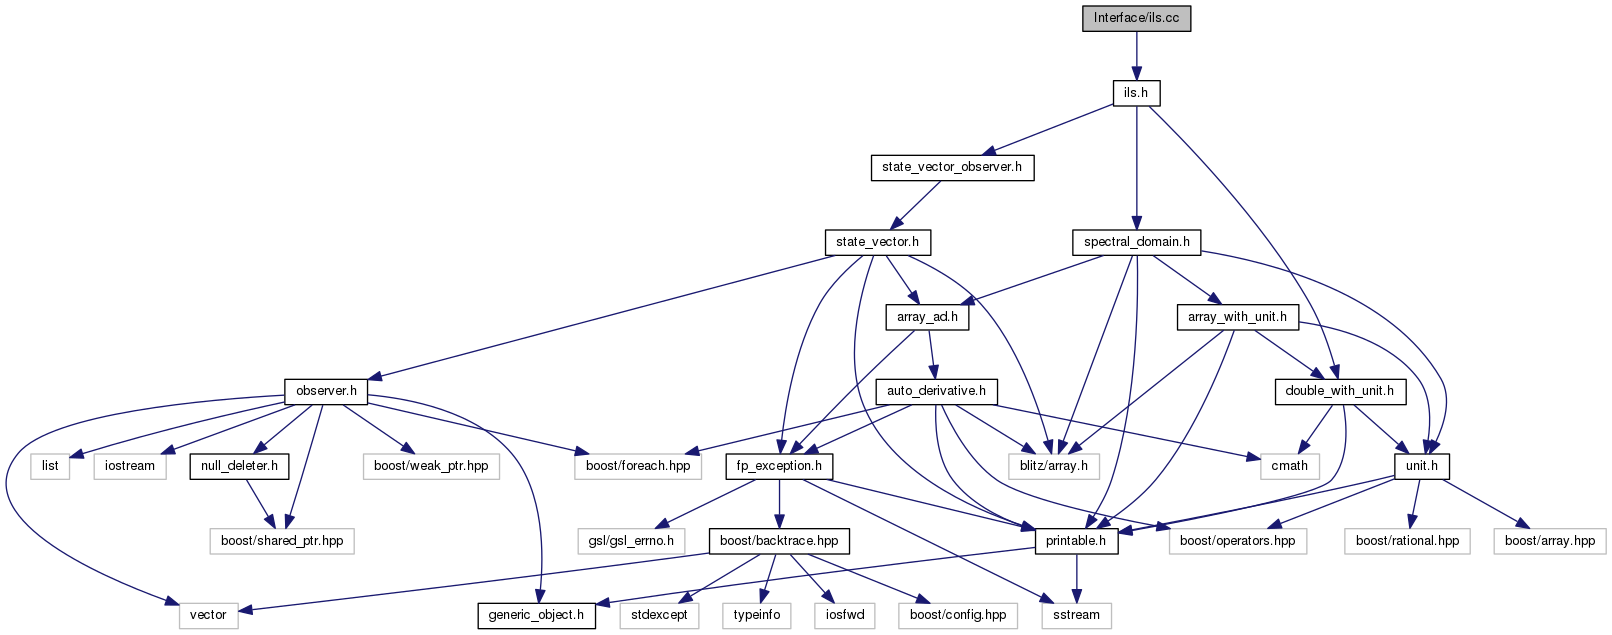 Interface/ils.cc
ils.h
state_vector_observer.h
state_vector.h
spectral_domain.h
array_ad.h
array_with_unit.h
observer.h
auto_derivative.h
double_with_unit.h
list
iostream
null_deleter.h
boost/weak_ptr.hpp
boost/foreach.hpp
fp_exception.h
blitz/array.h
cmath
unit.h
boost/shared_ptr.hpp
gsl/gsl_errno.h
boost/backtrace.hpp
printable.h
boost/operators.hpp
boost/rational.hpp
boost/array.hpp
vector
generic_object.h
stdexcept
typeinfo
iosfwd
boost/config.hpp
sstream